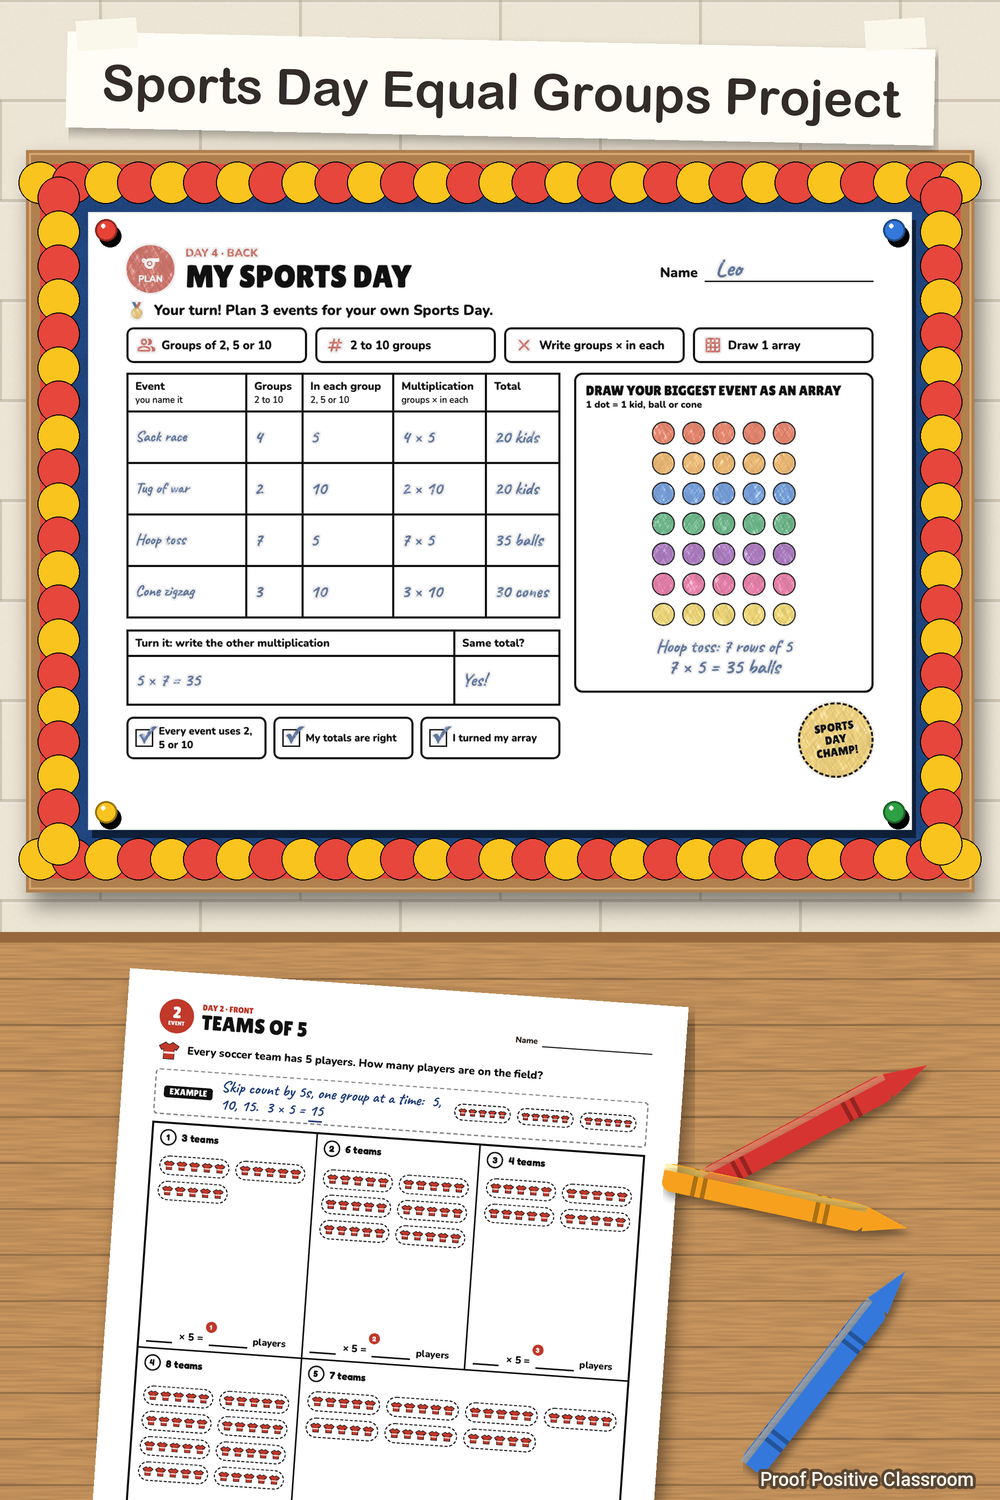 Sports Day Equal Groups Project
DAY 4 · BACK
PLAN
MY SPORTS DAY
Name Leo
Your turn! Plan 3 events for your own Sports Day.
Groups of 2, 5 or 10
2 to 10 groups
Write groups × in each
Draw 1 array
Event Groups In each group Multiplication Total
you name it 2 to 10 2, 5 or 10 groups × in each
Sack race 4 5 4 × 5 20 kids
Tug of war 2 10 2 × 10 20 kids
Hoop toss 7 5 7 × 5 35 balls
Cone zigzag 3 10 3 × 10 30 cones
Turn it: write the other multiplication Same total?
5 × 7 = 35 Yes!
Every event uses 2,
5 or 10
My totals are right
I turned my array
DRAW YOUR BIGGEST EVENT AS AN ARRAY
1 dot = 1 kid, ball or cone
Hoop toss: 7 rows of 5
7 × 5 = 35 balls
SPORTS
DAY
CHAMP!
2
EVENT
DAY 2 · FRONT
TEAMS OF 5
Name
Every soccer team has 5 players. How many players are on the field?
EXAMPLE
Skip count by 5s, one group at a time: 5,
10, 15. 3 × 5 = 15
1 3 teams
2 6 teams
3 4 teams
× 5 = 1 players
× 5 = 2 players
× 5 = 3 players
4 8 teams
5 7 teams
Proof Positive Classroom